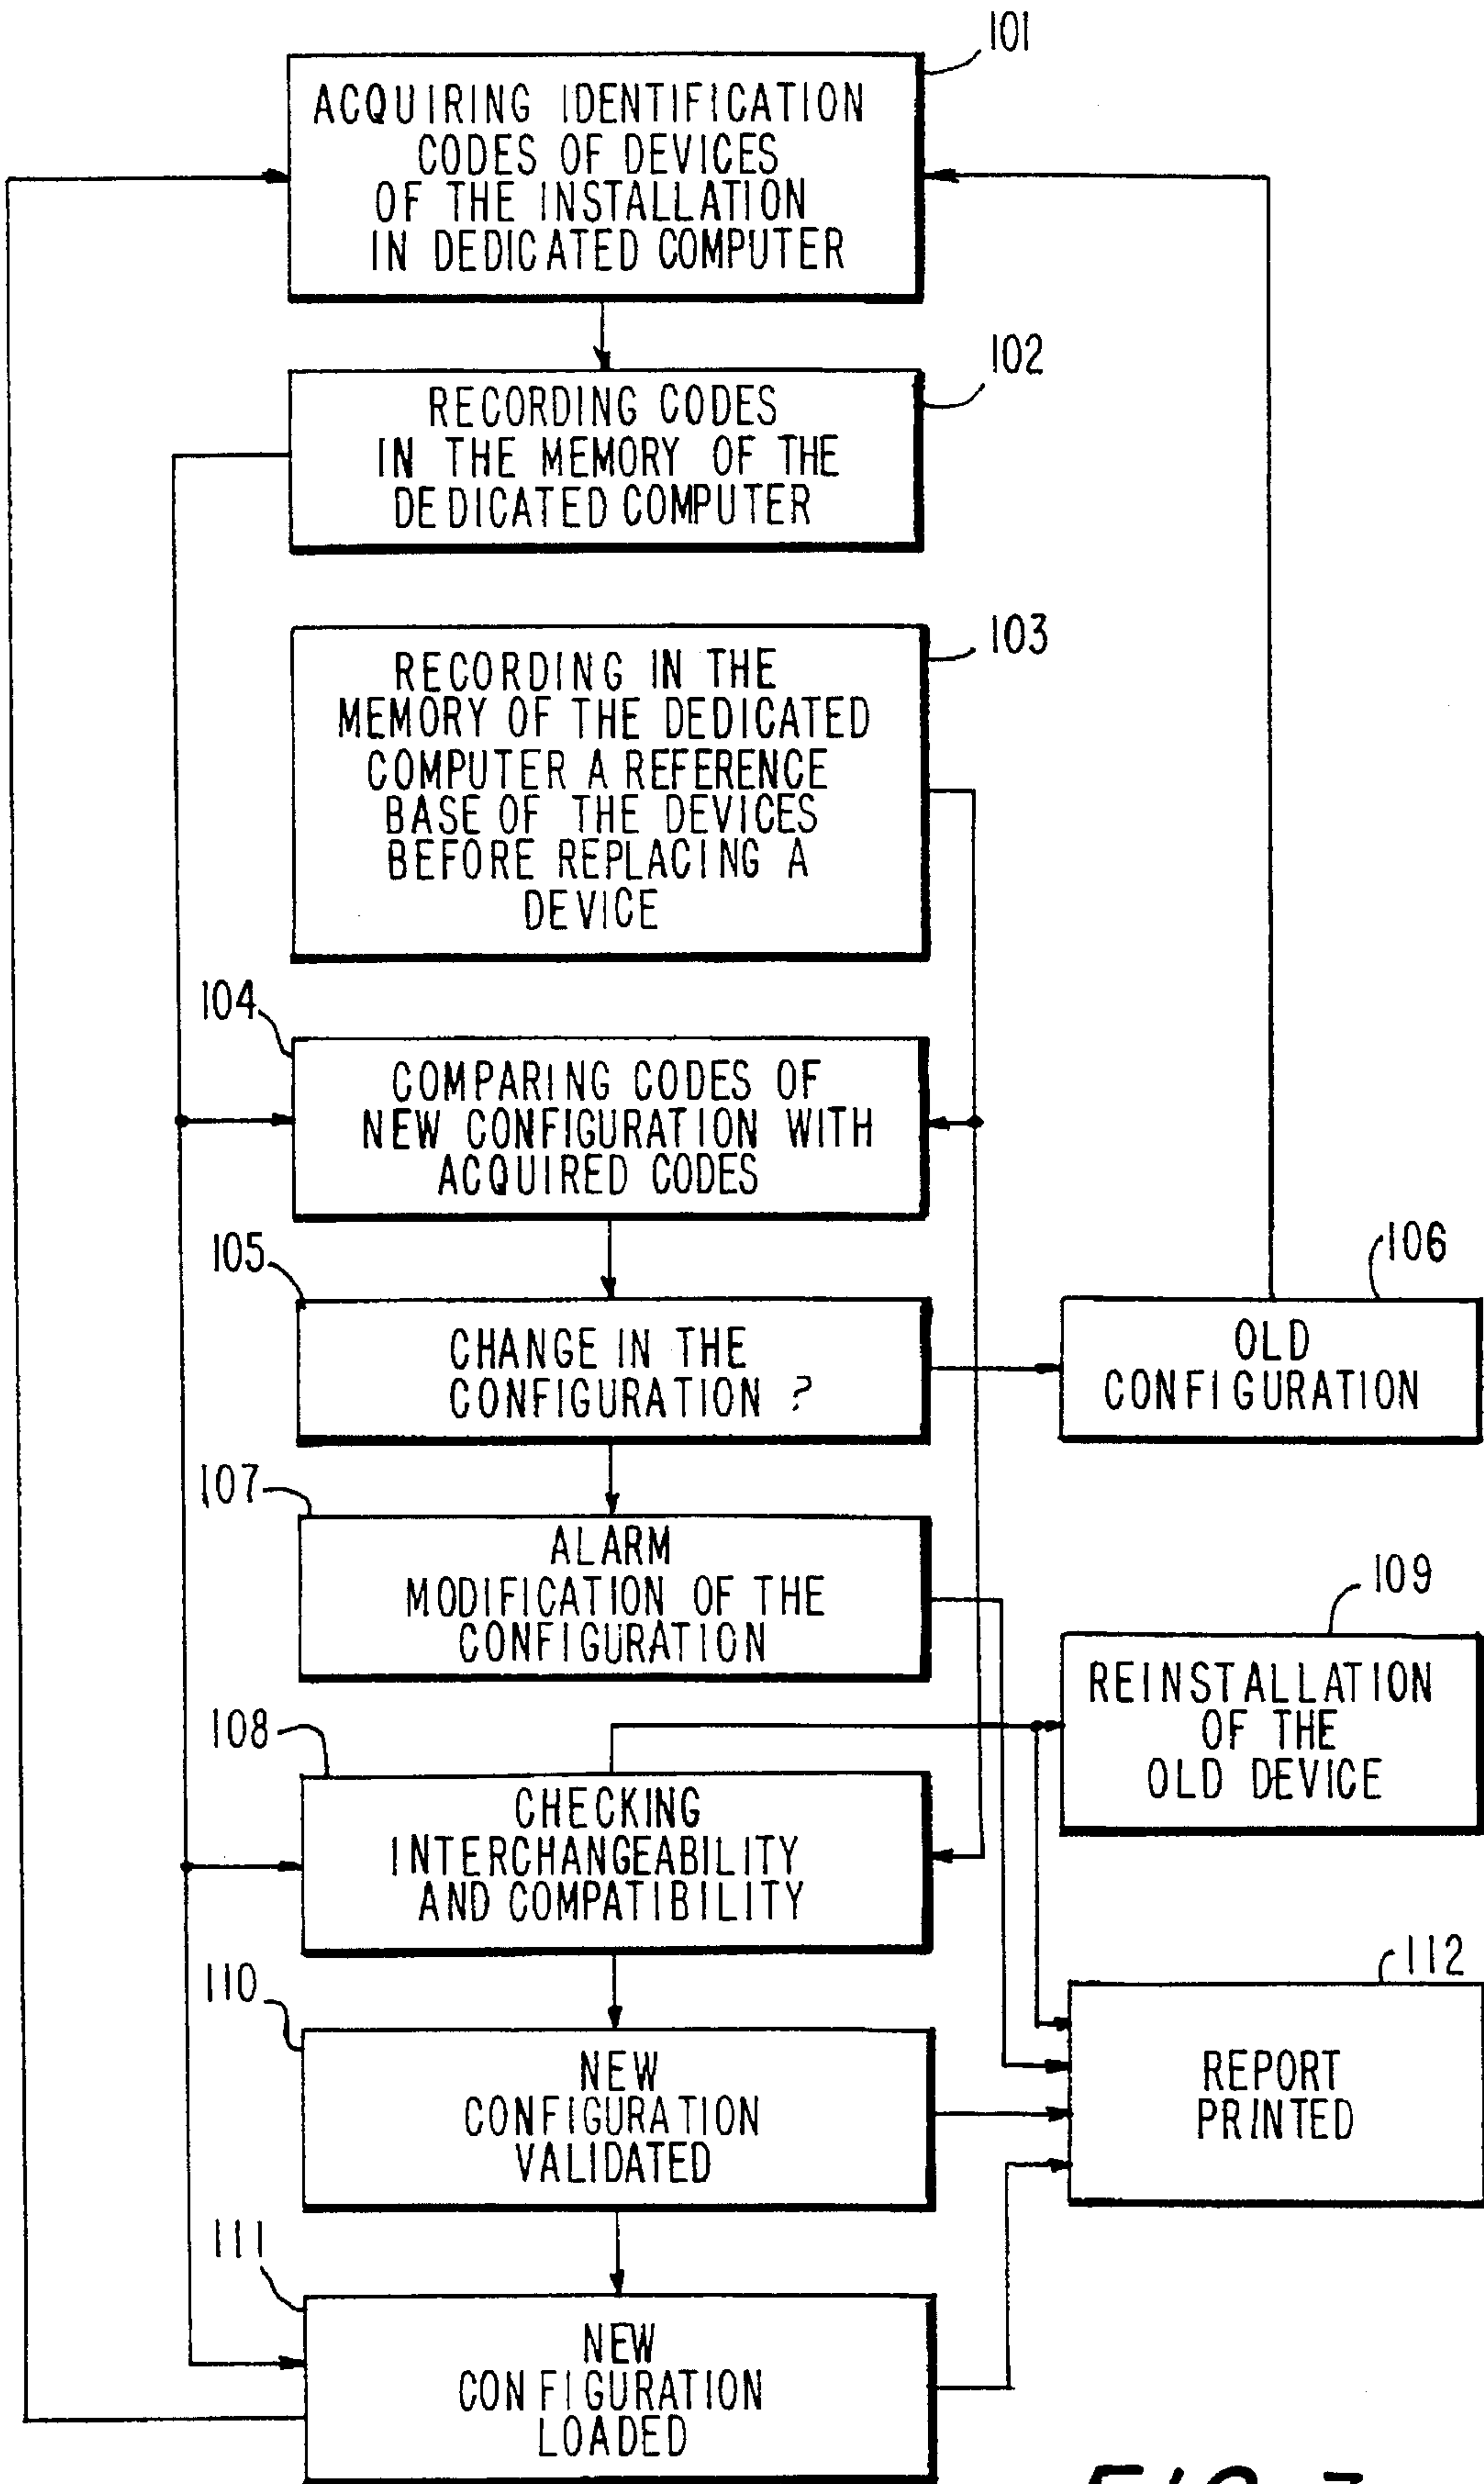 101
ACQUIRING IDENTIFICATION
CODES OF DEVICES
OF THE INSTALLATION
IN DEDICATED COMPUTER
102
RECORDING CODES
IN THE MEMORY OF THE
DEDICATED COMPUTER
103
RECORDING IN THE
MEMORY OF THE DEDICATED
COMPUTER A REFERENCE
BASE OF THE DEVICES
BEFORE REPLACING A
DEVICE
104
COMPARING CODES OF
NEW CONFIGURATION WITH
ACQUIRED CODES
105
CHANGE IN THE
CONFIGURATION ?
106
OLD
CONFIGURATION
107
ALARM
MODIFICATION OF THE
CONFIGURATION
109
REINSTALLATION
OF THE
OLD DEVICE
108
CHECKING
INTERCHANGEABILITY
AND COMPATIBILITY
110
NEW
CONFIGURATION
VALIDATED
112
REPORT
PRINTED
111
NEW
CONFIGURATION
LOADED